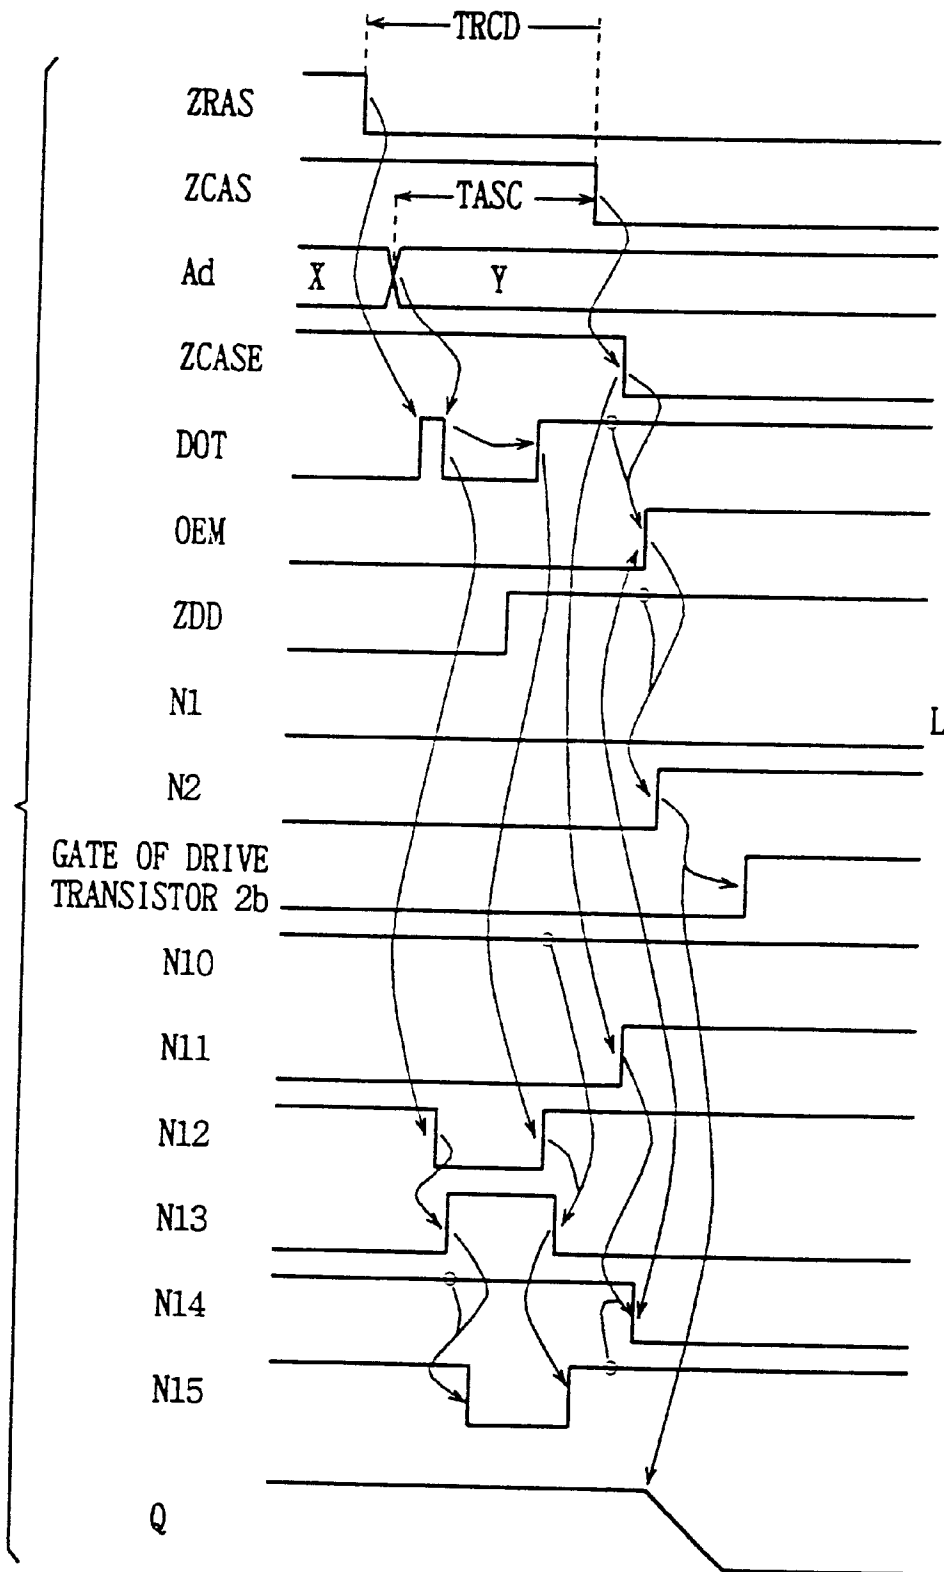 TRCD
ZRAS
ZCAS
TASC
Ad
X
Y
ZCASE
DOT
OEM
ZDD
N1
L
N2
GATE OF DRIVE
TRANSISTOR 2b
N10
N11
N12
N13
N14
N15
Q